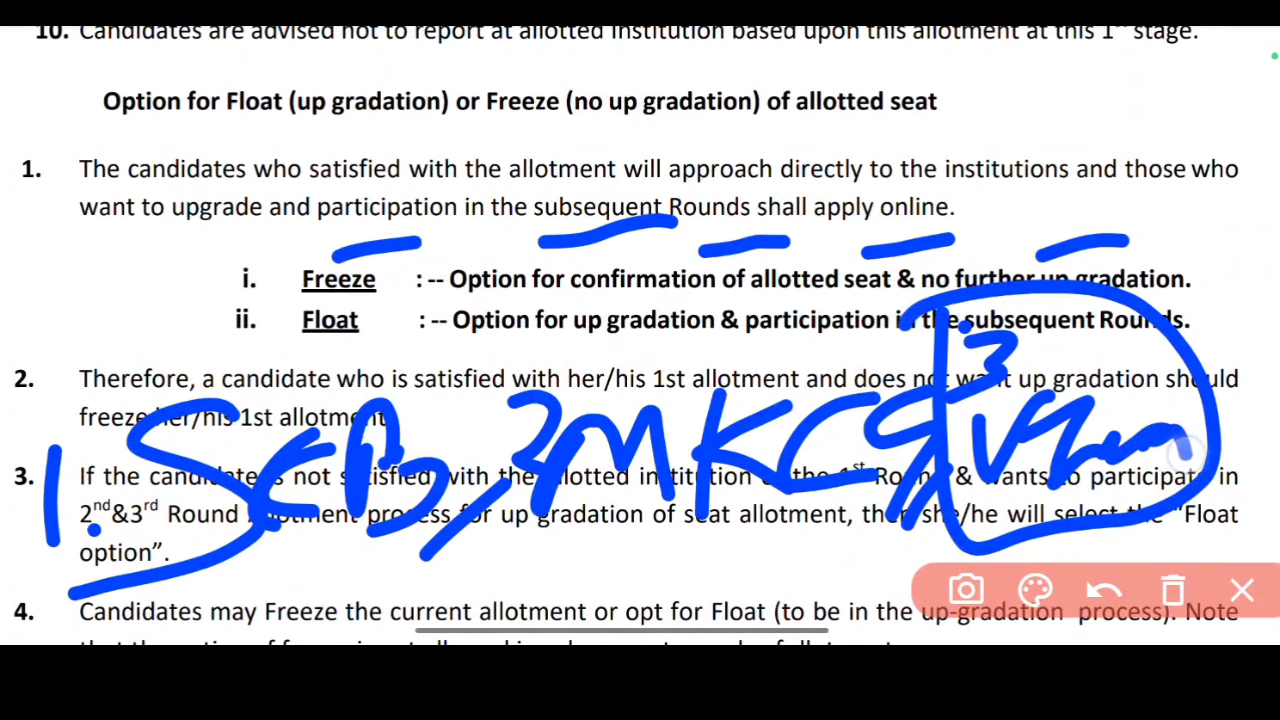 10. Candidates are advised not to report at allotted institution based upon this allotment at this 1st stage.
Option for Float (up gradation) or Freeze (no up gradation) of allotted seat
1. The candidates who satisfied with the allotment will approach directly to the institutions and those who
want to upgrade and participation in the subsequent Rounds shall apply online.
i. Freeze : -- Option for confirmation of allotted seat & no further up gradation.
ii. Float : -- Option for up gradation & participation in the subsequent Rounds.
2. Therefore, a candidate who is satisfied with her/his 1st allotment and does not want up gradation should
freeze her/his 1st allotment.
1. SCB, 2 MKCG 3
3. If the candidate is not satisfied with the allotted institution the 1st Round & wants to participate in
2nd&3rd Round allotment process for up gradation of seat allotment, then she/he will select the “Float
option”.
4. Candidates may Freeze the current allotment or opt for Float (to be in the up-gradation process). Note